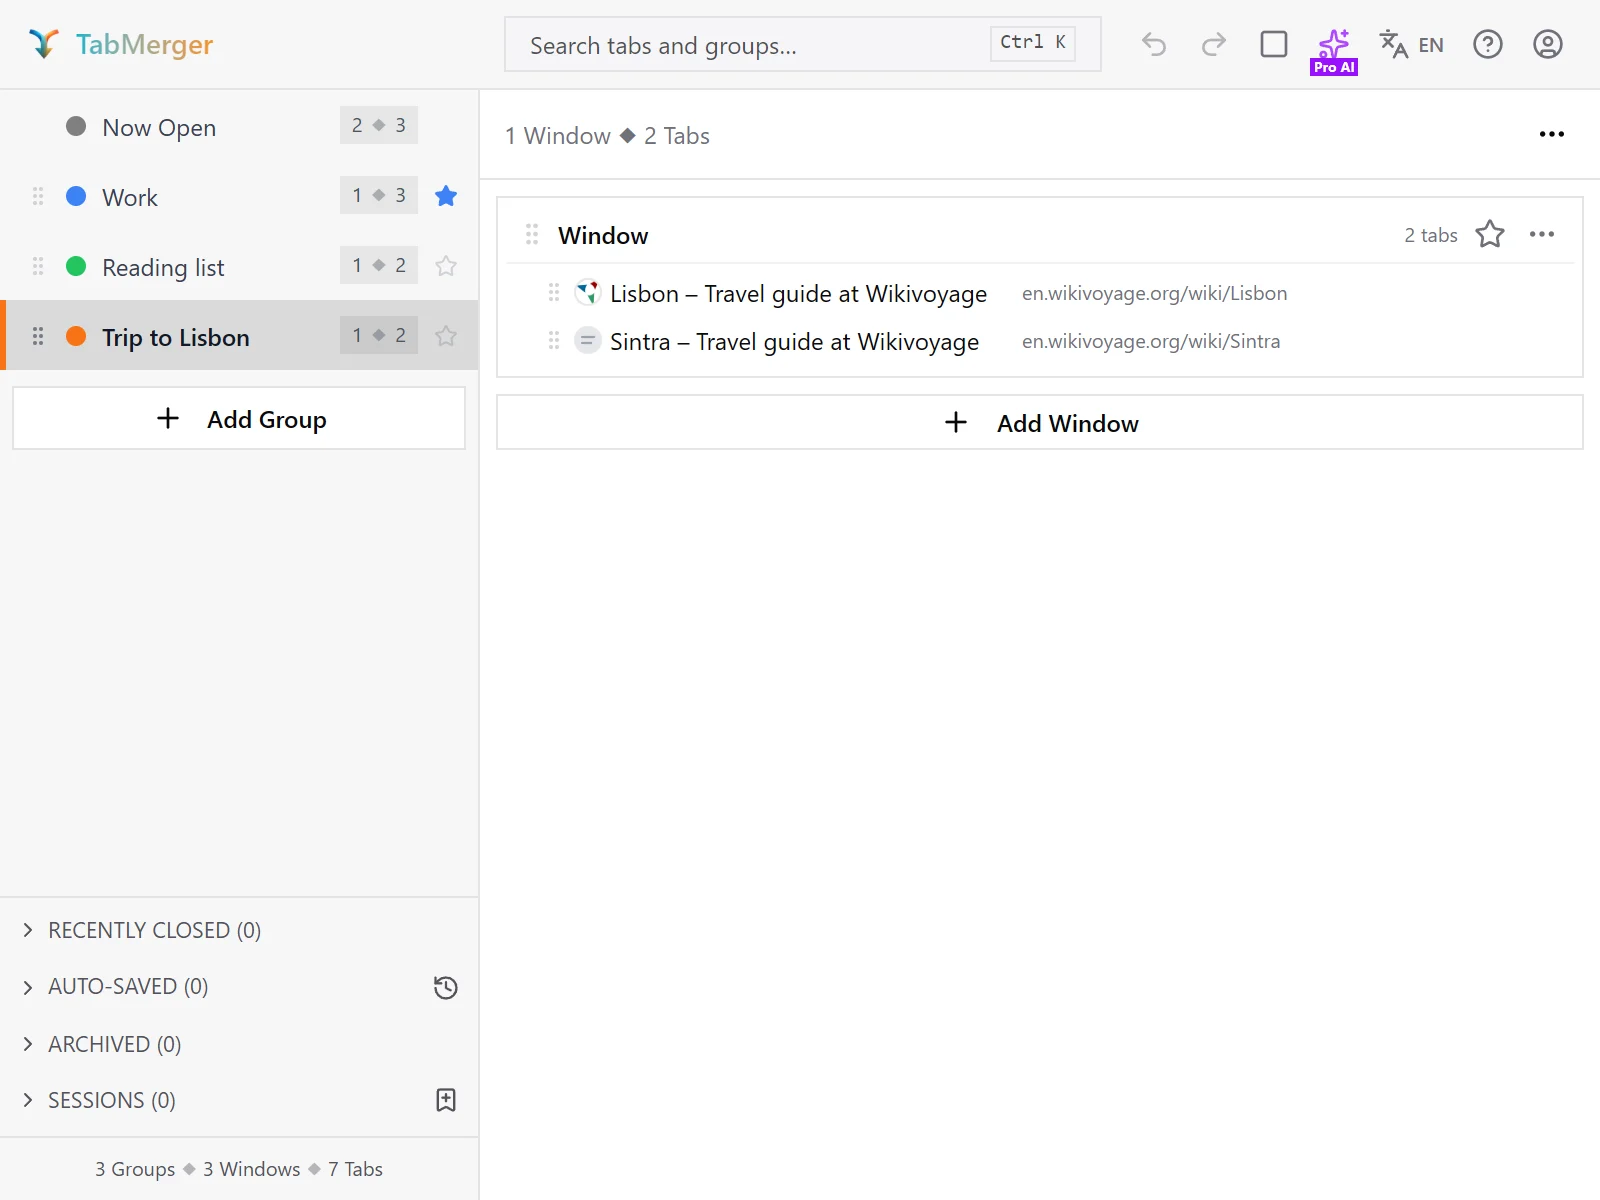 TabMerger
Search tabs and groups...
Ctrl K
Pro AI
EN
Now Open
2 ◆ 3
Work
1 ◆ 3
Reading list
1 ◆ 2
Trip to Lisbon
1 ◆ 2
Add Group
1 Window ◆ 2 Tabs
Window
2 tabs
Lisbon – Travel guide at Wikivoyage en.wikivoyage.org/wiki/Lisbon
Sintra – Travel guide at Wikivoyage en.wikivoyage.org/wiki/Sintra
Add Window
RECENTLY CLOSED (0)
AUTO-SAVED (0)
ARCHIVED (0)
SESSIONS (0)
3 Groups ◆ 3 Windows ◆ 7 Tabs